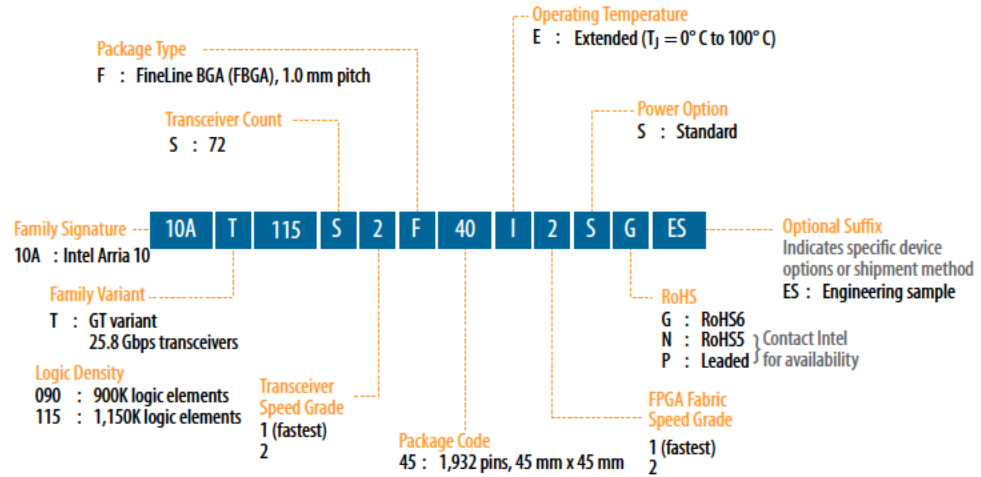 Operating Temperature
E : Extended (TJ = 0° C to 100° C)
Package Type
F : FineLine BGA (FBGA), 1.0 mm pitch
Power Option
S : Standard
Transceiver Count
S : 72
Family Signature
10A : Intel Arria 10
10A T 115 S 2 F 40 I 2 S G ES
Optional Suffix
Indicates specific device
options or shipment method
ES : Engineering sample
Family Variant
T : GT variant
25.8 Gbps transceivers
RoHS
G : RoHS6
N : RoHS5
P : Leaded
Contact Intel
for availability
Logic Density
090 : 900K logic elements
115 : 1,150K logic elements
Transceiver
Speed Grade
1 (fastest)
2
Package Code
45 : 1,932 pins, 45 mm x 45 mm
FPGA Fabric
Speed Grade
1 (fastest)
2